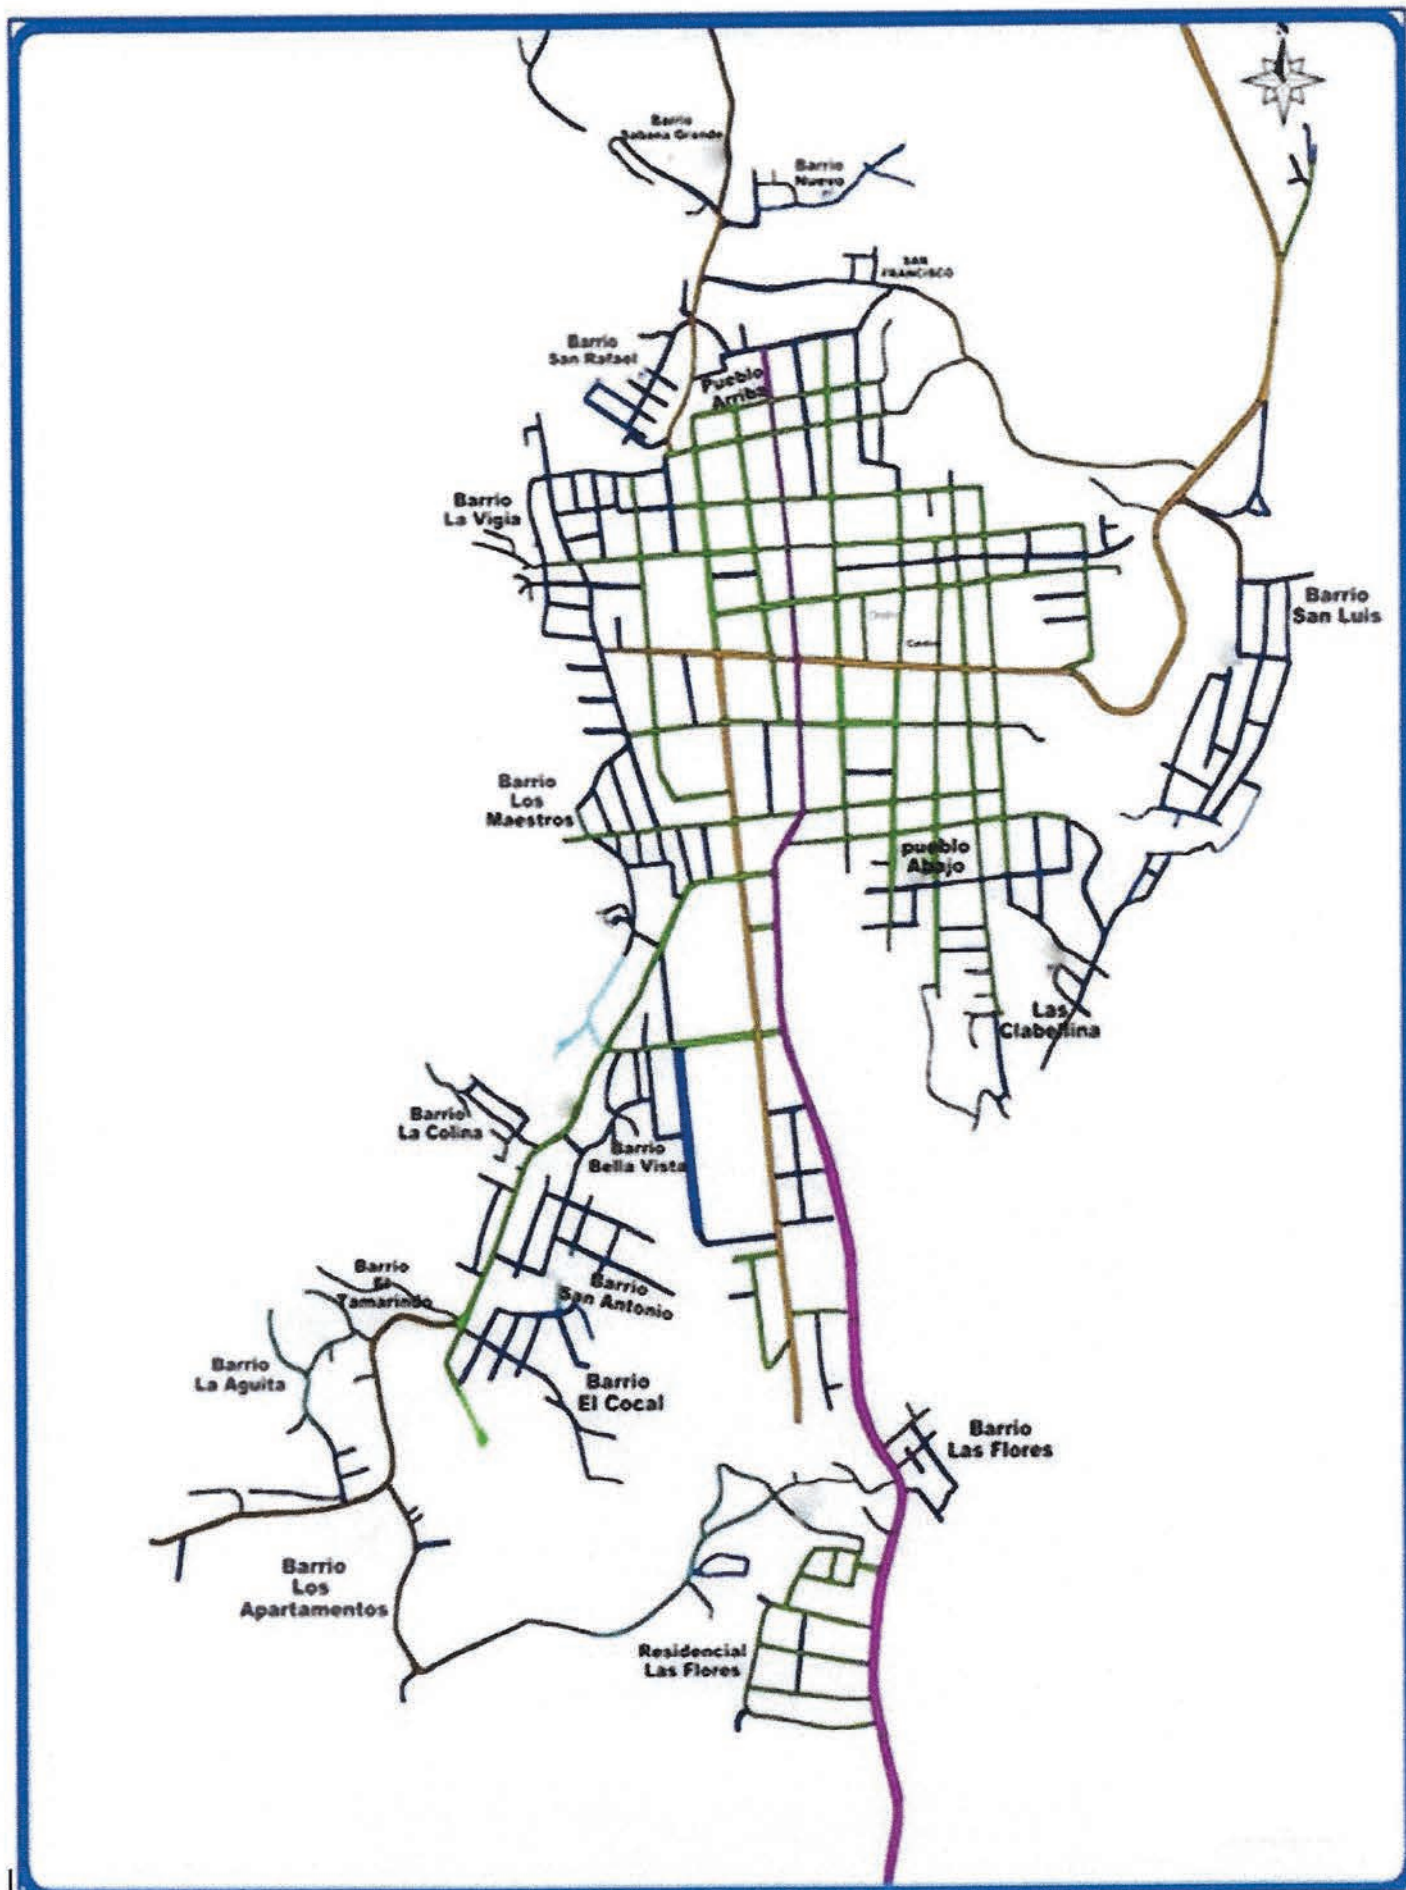 N
Barrio
Sabana Grande
Barrio
Nuevo
SAN
FRANCISCO
Barrio
San Rafael
Pueblo
Arriba
Barrio
La Vigia
Barrio
San Luis
Barrio
Los
Maestros
pueblo
Abajo
Las
Clabellina
Barrio
La Colina
Barrio
Bella Vista
Barrio
El
Tamarindo
Barrio
San Antonio
Barrio
La Aguita
Barrio
El Cocal
Barrio
Las Flores
Barrio
Los
Apartamentos
Residencial
Las Flores